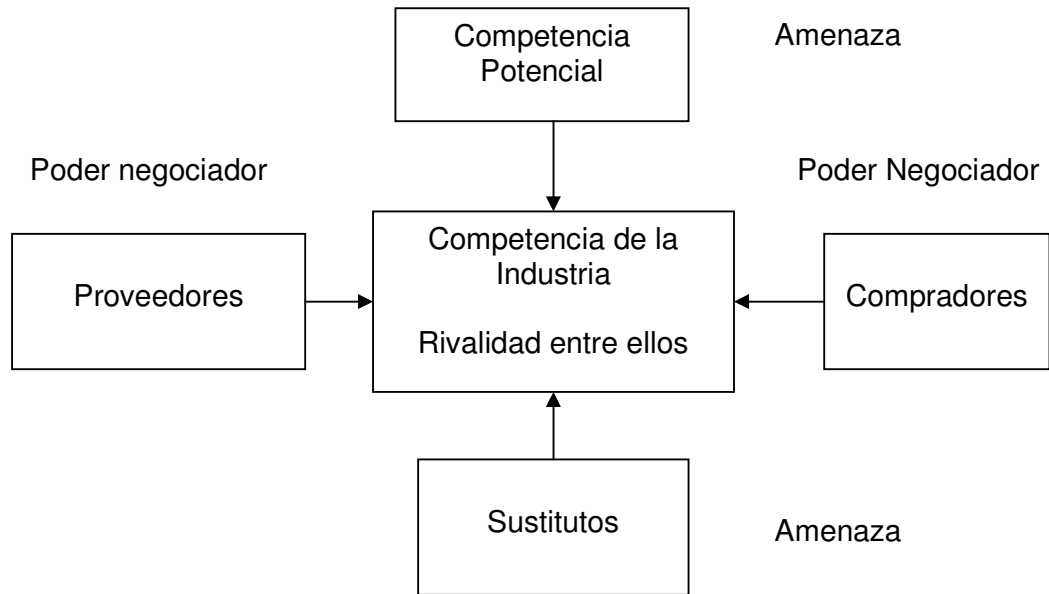 Competencia
Potencial
Amenaza
Poder negociador
Poder Negociador
Proveedores
Competencia de la
Industria
Rivalidad entre ellos
Compradores
Sustitutos
Amenaza